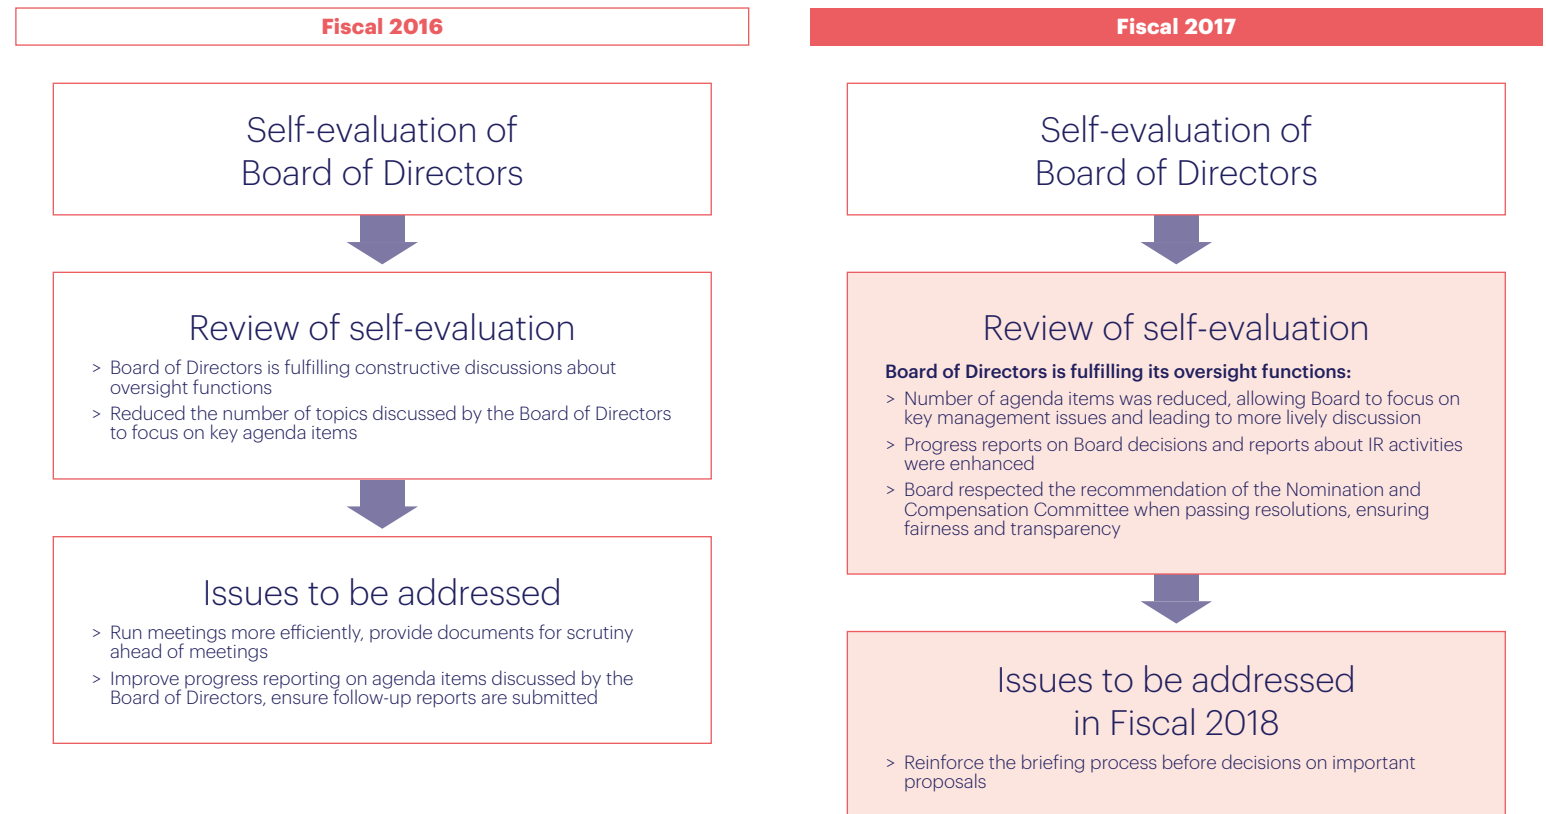 Fiscal 2016
Self-evaluation of
Board of Directors
Review of self-evaluation
> Board of Directors is fulfilling constructive discussions about
oversight functions
> Reduced the number of topics discussed by the Board of Directors
to focus on key agenda items
Issues to be addressed
> Run meetings more efficiently, provide documents for scrutiny
ahead of meetings
> Improve progress reporting on agenda items discussed by the
Board of Directors, ensure follow-up reports are submitted
Fiscal 2017
Self-evaluation of
Board of Directors
Review of self-evaluation
Board of Directors is fulfilling its oversight functions:
> Number of agenda items was reduced, allowing Board to focus on
key management issues and leading to more lively discussion
> Progress reports on Board decisions and reports about IR activities
were enhanced
> Board respected the recommendation of the Nomination and
Compensation Committee when passing resolutions, ensuring
fairness and transparency
Issues to be addressed
in Fiscal 2018
> Reinforce the briefing process before decisions on important
proposals